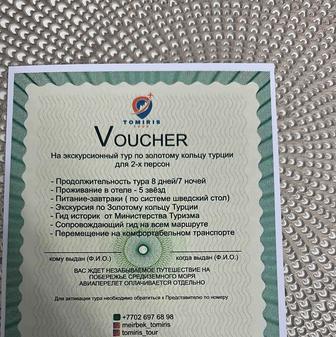 TOMIRIS
TOUR
VOUCHER
На экскурсионный тур по золотому кольцу турции
для 2-х персон
- Продолжительность тура 8 дней/7 ночей
- Проживание в отеле - 5 звёзд
- Питание-завтраки ( по системе шведский стол)
- Экскурсия по Золотому кольцу Турции
- Гид историк от Министерства Туризма
- Сопровождающий гид на всем маршруте
- Перемещение на комфортабельном транспорте
кому выдан (Ф.И.О.) когда выдан (Ф.И.О.)
ВАС ЖДЕТ НЕЗАБЫВАЕМОЕ ПУТЕШЕСТВИЕ НА
ПОБЕРЕЖЬЕ СРЕДИЗЕМНОГО МОРЯ
АВИАПЕРЕЛЕТ ОПЛАЧИВАЕТСЯ ОТДЕЛЬНО
Для активации тура необходимо обратиться к Представителю по номеру
+7702 697 68 98
meirbek_tomiris
tomiris_tour